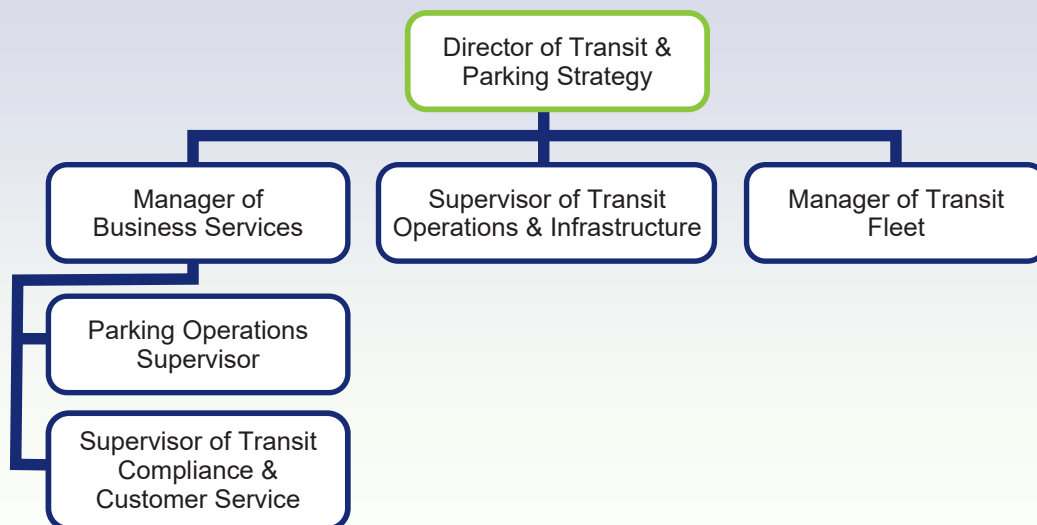 Director of Transit &
Parking Strategy
Manager of
Business Services
Supervisor of Transit
Operations & Infrastructure
Manager of Transit
Fleet
Parking Operations
Supervisor
Supervisor of Transit
Compliance &
Customer Service